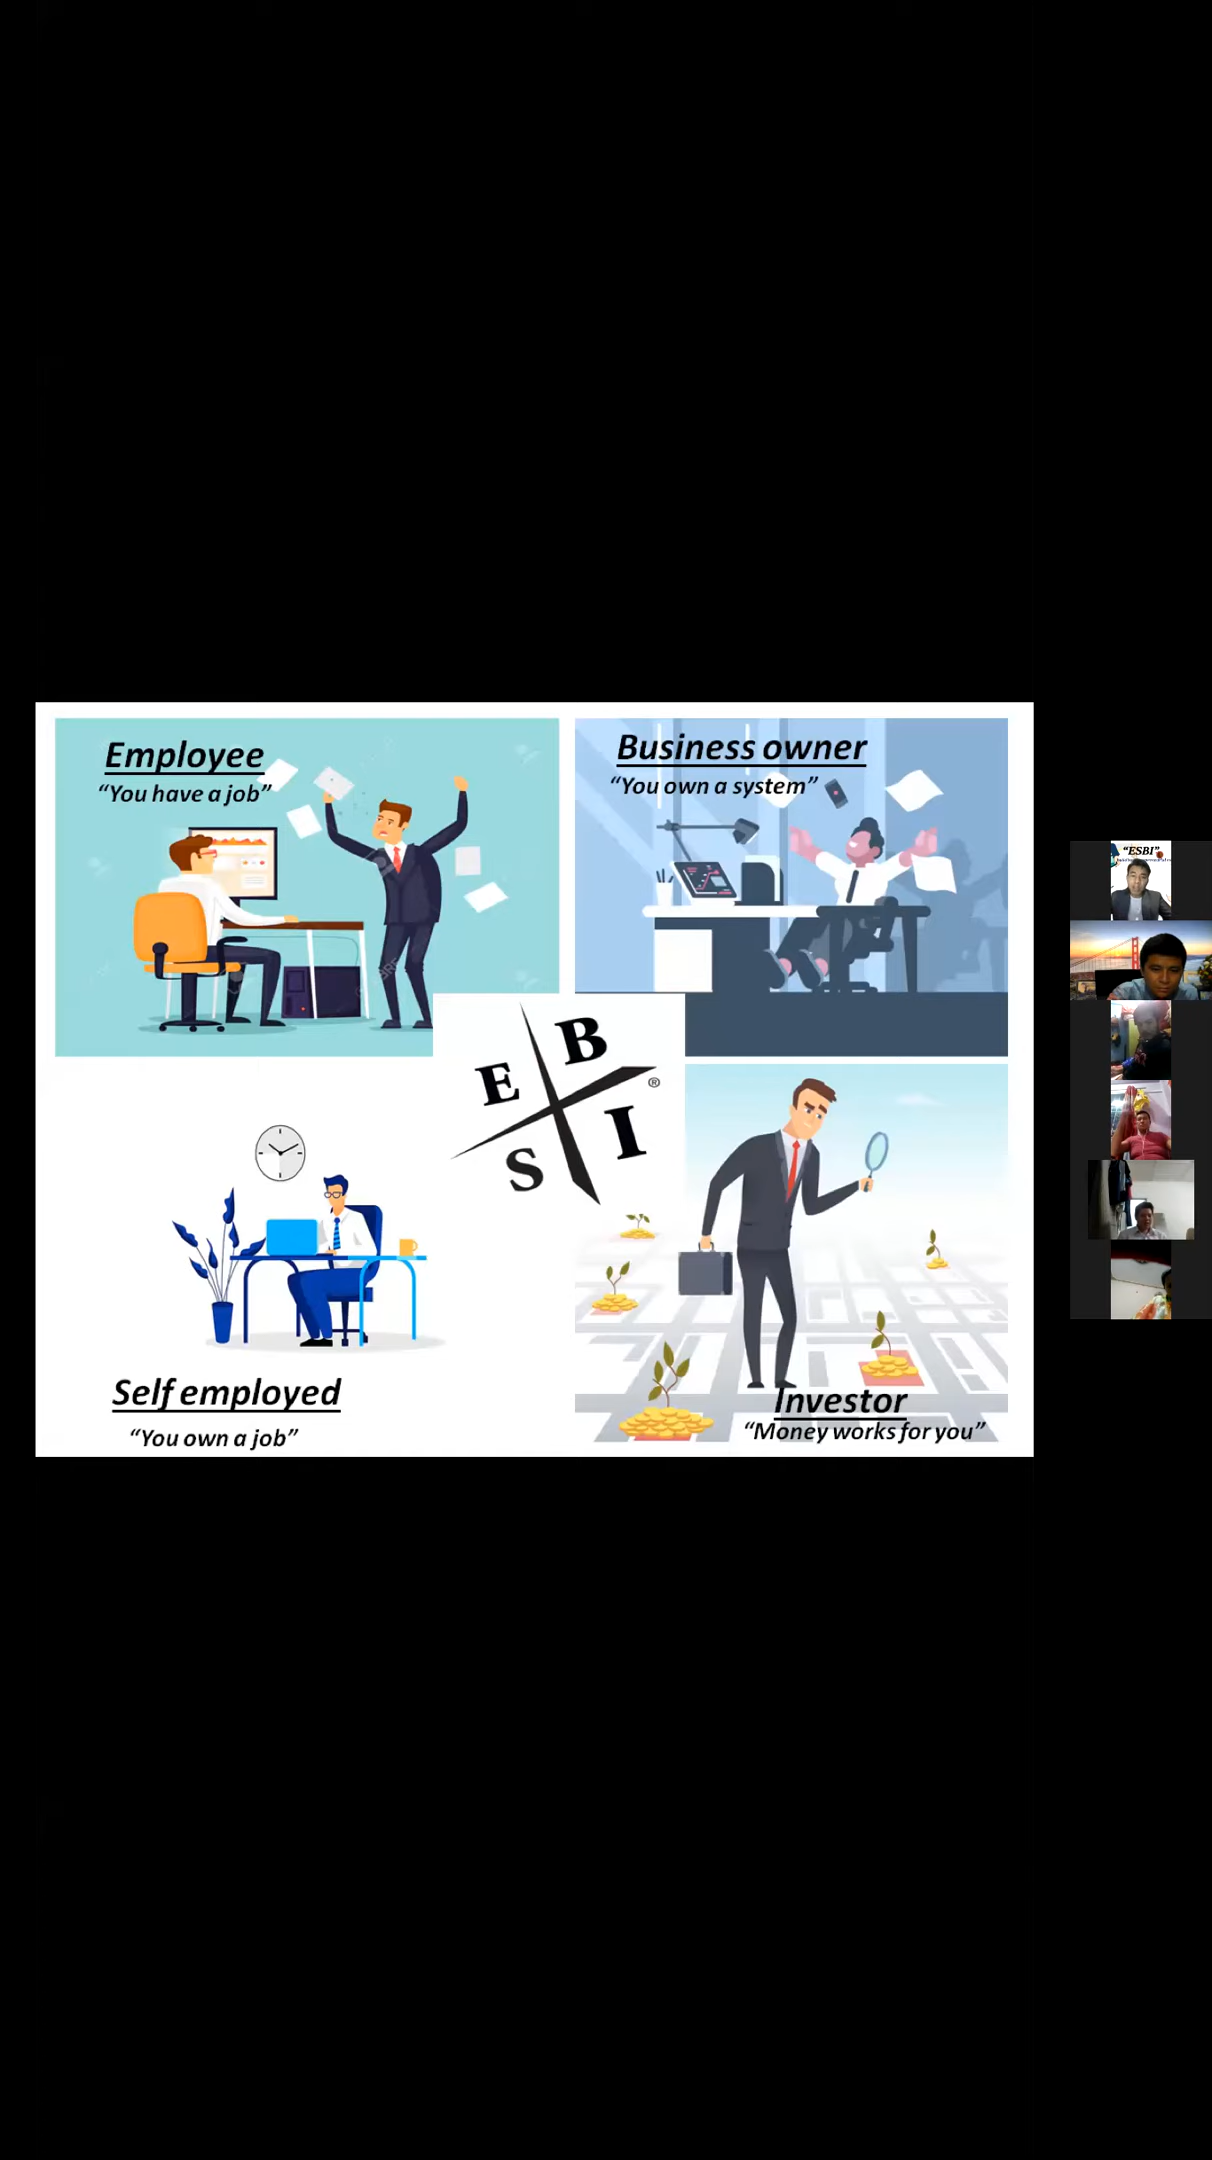 Employee
“You have a job”
Business owner
“You own a system”
E B
S I
®
Self employed
“You own a job”
Investor
“Money works for you”
“ESBI”